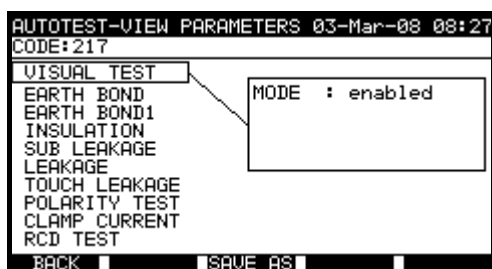 AUTOTEST-VIEW PARAMETERS 03-Mar-08 08:27
CODE:217
VISUAL TEST
EARTH BOND
EARTH BOND1
INSULATION
SUB LEAKAGE
LEAKAGE
TOUCH LEAKAGE
POLARITY TEST
CLAMP CURRENT
RCD TEST
MODE : enabled
BACK SAVE AS